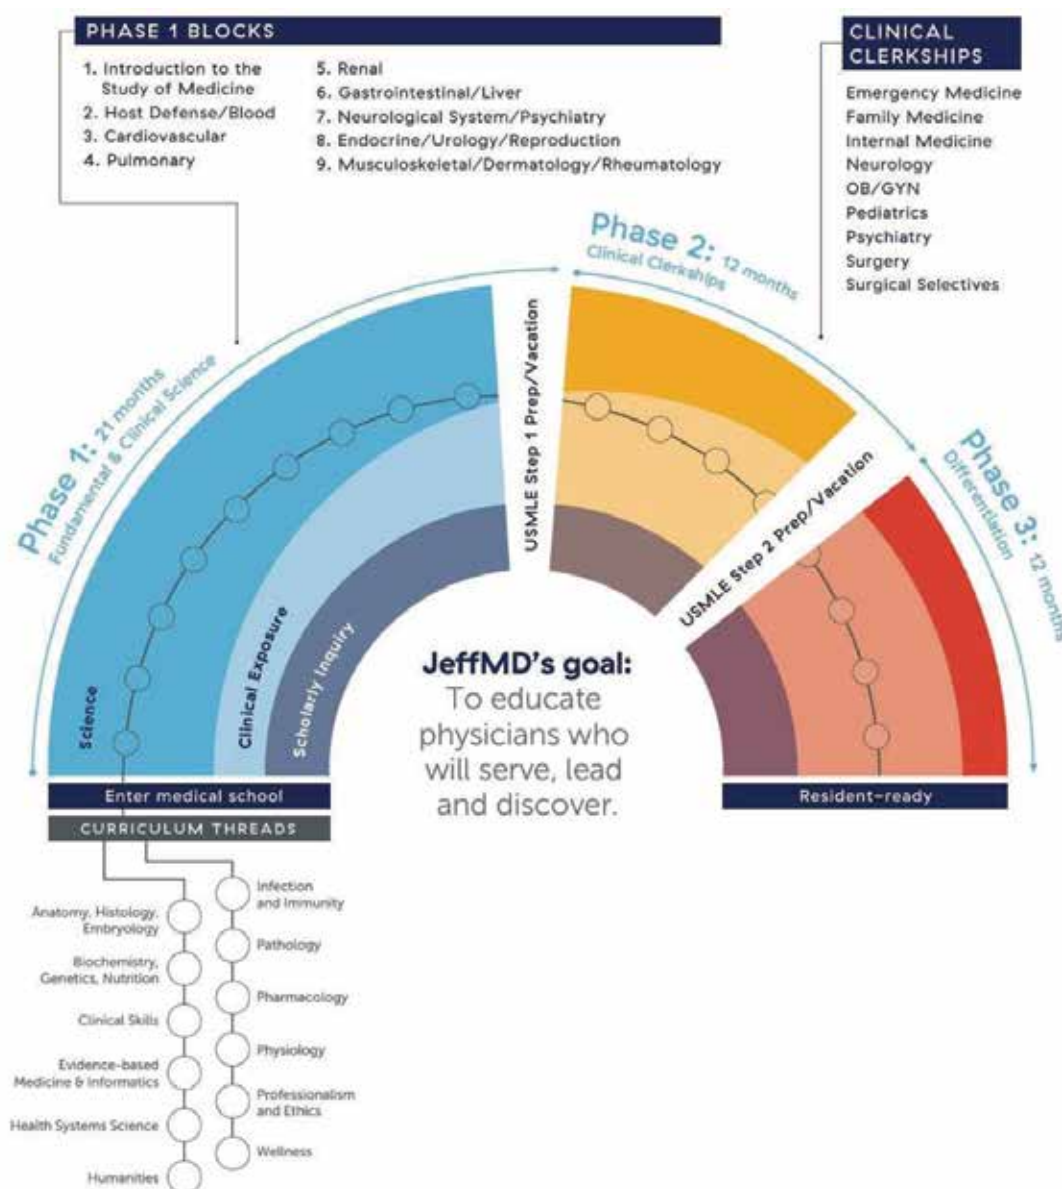 PHASE 1 BLOCKS
1. Introduction to the
Study of Medicine
2. Host Defense/Blood
3. Cardiovascular
4. Pulmonary
5. Renal
6. Gastrointestinal/Liver
7. Neurological System/Psychiatry
8. Endocrine/Urology/Reproduction
9. Musculoskeletal/Dermatology/Rheumatology
CLINICAL
CLERKSHIPS
Emergency Medicine
Family Medicine
Internal Medicine
Neurology
OB/GYN
Pediatrics
Psychiatry
Surgery
Surgical Selectives
Phase 1: 21 months
Fundamental & Clinical Science
USMLE Step 1 Prep/Vacation
Phase 2: 12 months
Clinical Clerkships
USMLE Step 2 Prep/Vacation
Phase 3: 12 months
Differentiation
Science
Clinical Exposure
Scholarly Inquiry
JeffMD's goal:
To educate
physicians who
will serve, lead
and discover.
Enter medical school
Resident-ready
CURRICULUM THREADS
Anatomy, Histology,
Embryology
Biochemistry,
Genetics, Nutrition
Clinical Skills
Evidence-based
Medicine & Informatics
Health Systems Science
Humanities
Infection
and Immunity
Pathology
Pharmacology
Physiology
Professionalism
and Ethics
Wellness